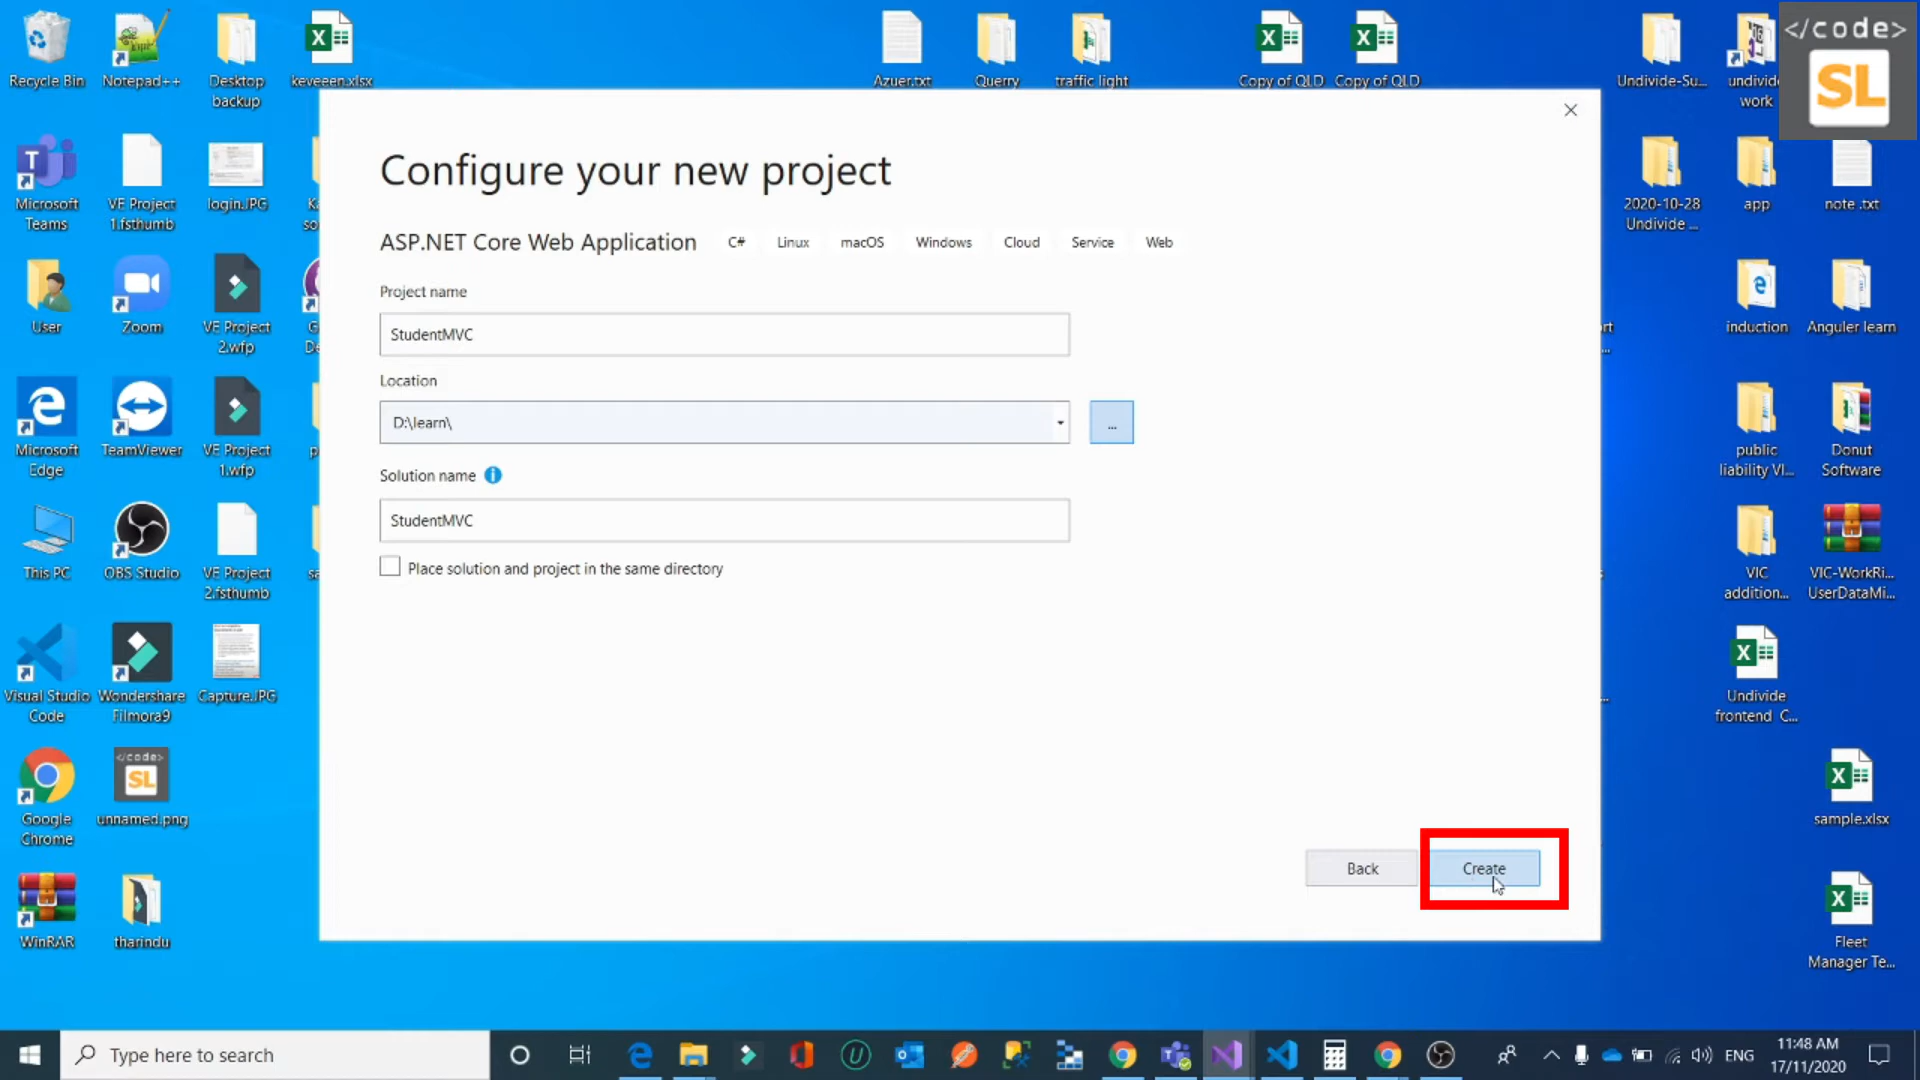 Recycle Bin
Notepad++
Desktop
backup
keveeen.xlsx
Azuer.txt
Querry
traffic light
Copy of QLD
Copy of QLD
Undivide-Su...
work
</code>
SL
Configure your new project
ASP.NET Core Web Application
C#
Linux
macOS
Windows
Cloud
Service
Web
Project name
StudentMVC
Location
D:\learn\
...
Solution name
StudentMVC
Place solution and project in the same directory
Back
Create
Microsoft
Teams
VE Project
1.fsthumb
login.JPG
User
Zoom
VE Project
2.wfp
Microsoft
Edge
TeamViewer
VE Project
1.wfp
This PC
OBS Studio
VE Project
2.fsthumb
Visual Studio
Code
Wondershare
Filmora9
Capture.JPG
Google
Chrome
</code>
SL
unnamed.png
WinRAR
tharindu
2020-10-28
Undivide ...
app
note .txt
induction
Anguler learn
public
liability VI...
Donut
Software
VIC
addition...
VIC-WorkRi...
UserDataMi...
Undivide
frontend C...
sample.xlsx
Fleet
Manager Te...
Type here to search
ENG
11:48 AM
17/11/2020